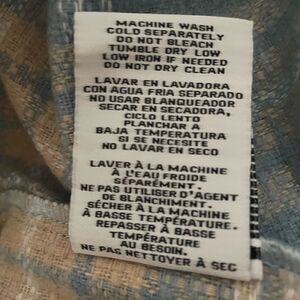 MACHINE WASH
COLD SEPARATELY
DO NOT BLEACH
TUMBLE DRY LOW
LOW IRON IF NEEDED
DO NOT DRY CLEAN
LAVAR EN LAVADORA
CON AGUA FRIA SEPARADO
NO USAR BLANQUEADOR
SECAR EN SECADORA,
CICLO LENTO
PLANCHAR A
BAJA TEMPERATURA
SI SE NECESITE
NO LAVAR EN SECO
LAVER À LA MACHINE
À L'EAU FROIDE
SÉPARÉMENT.
NE PAS UTILISER D'AGENT
DE BLANCHIMENT.
SÉCHER À LA MACHINE
À BASSE TEMPÉRATURE.
REPASSER À BASSE
TEMPÉRATURE
AU BESOIN.
NE PAS NETTOYER À SEC